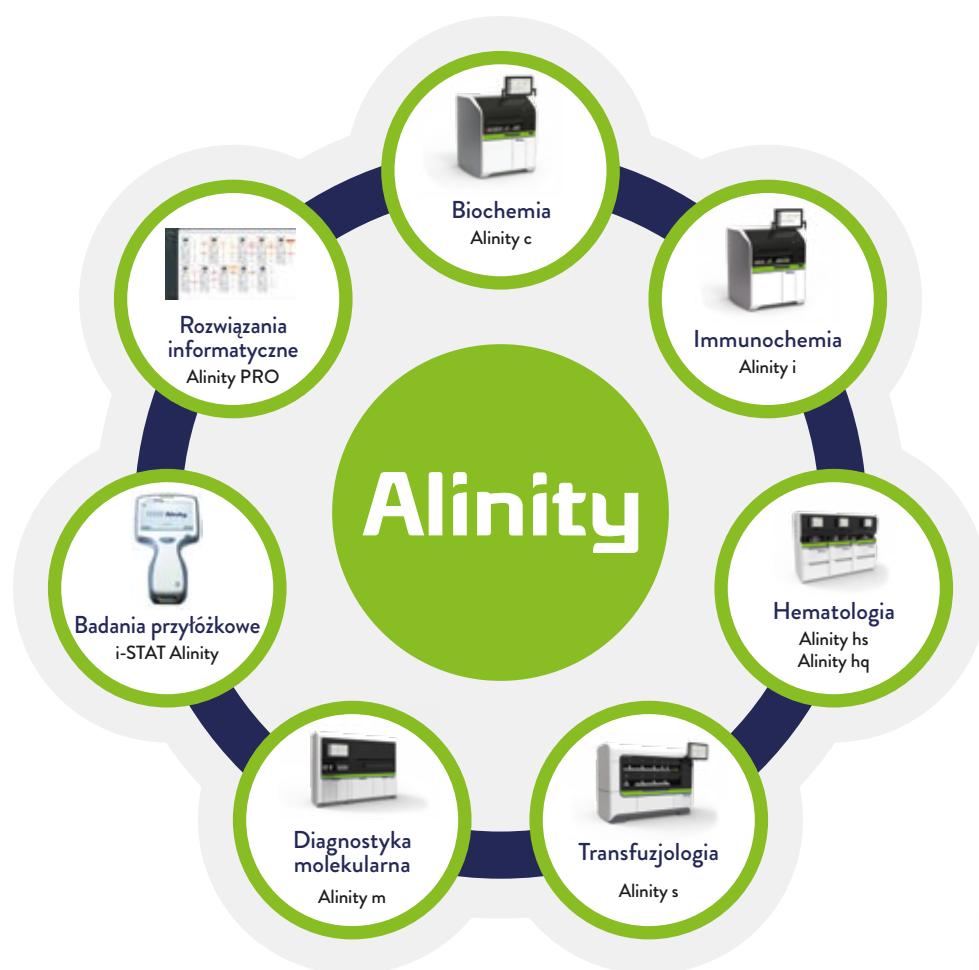 Biochemia
Alinity c
Immunochemia
Alinity i
Hematologia
Alinity hs
Alinity hq
Transfuzjologia
Alinity s
Diagnostyka
molekularna
Alinity m
Badania przyłóżkowe
i-STAT Alinity
Rozwiązania
informatyczne
Alinity PRO
Alinity